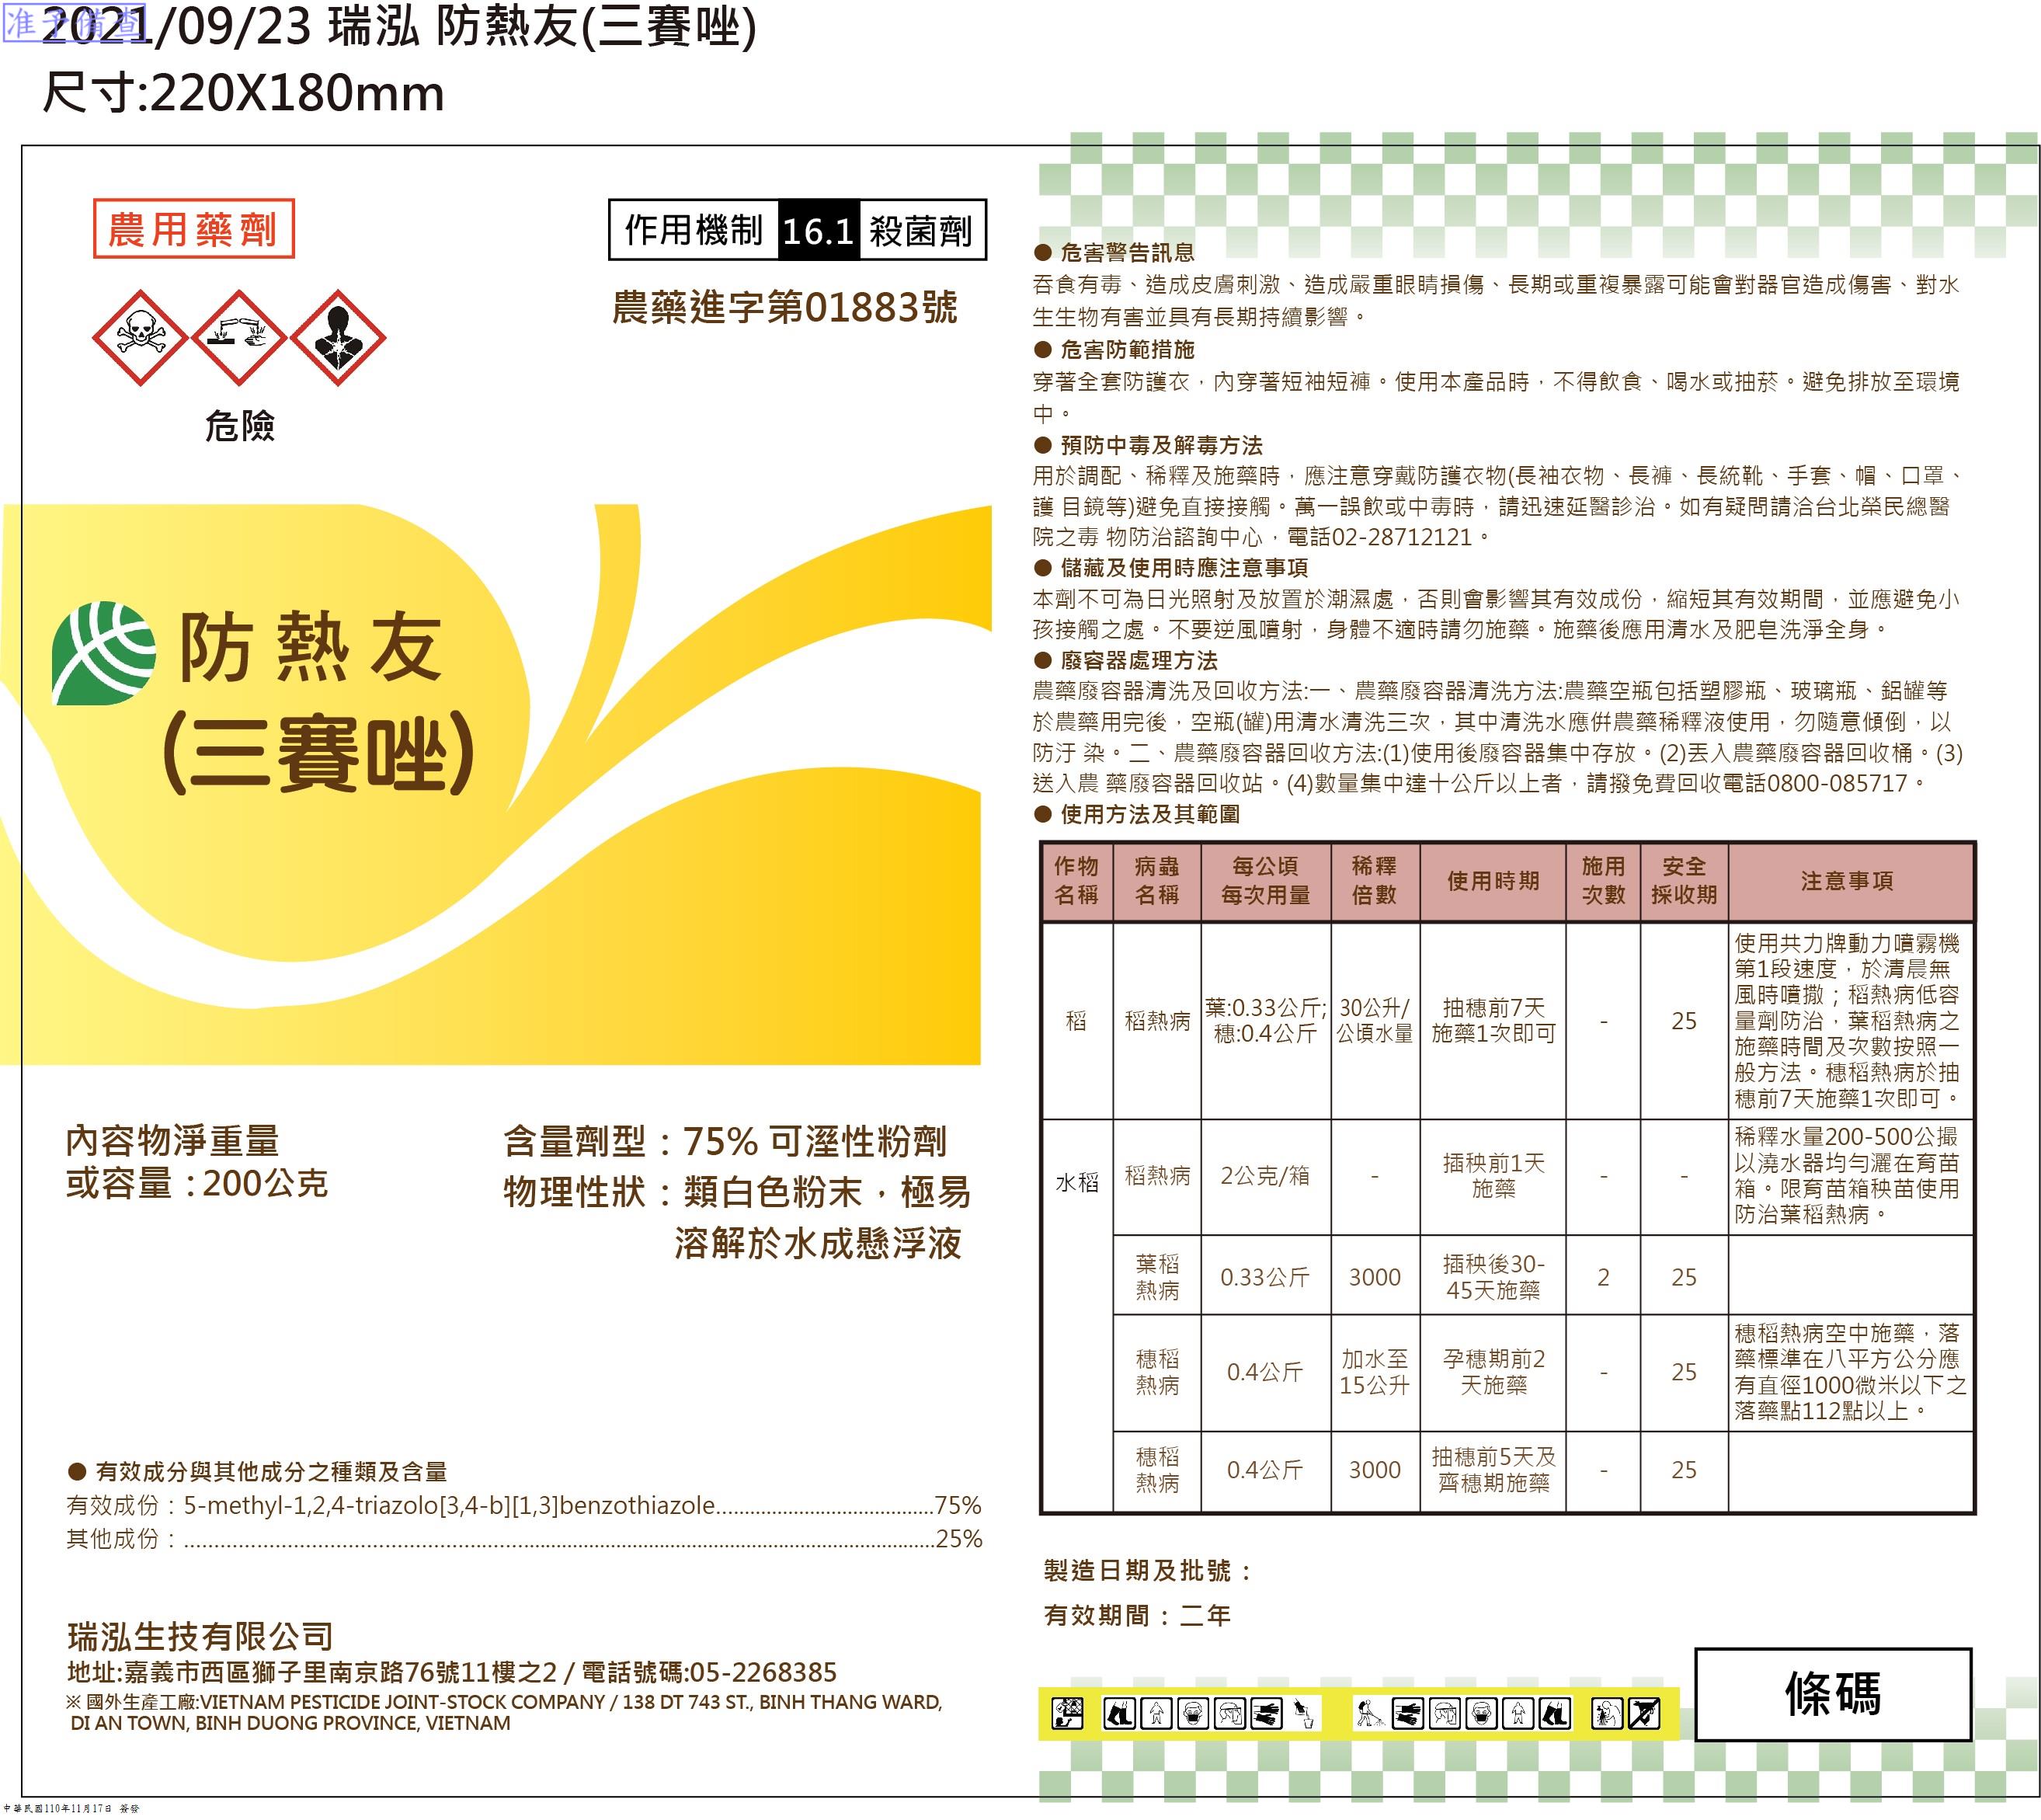 准予備查
2021/09/23 瑞泓 防熱友(三賽唑)
尺寸:220X180mm
農用藥劑
作用機制 16.1 殺菌劑
農藥進字第01883號
危險
防熱友
(三賽唑)
內容物淨重量
或容量：200公克
含量劑型：75% 可溼性粉劑
物理性狀：類白色粉末，極易
溶解於水成懸浮液
● 有效成分與其他成分之種類及含量
有效成份：5-methyl-1,2,4-triazolo[3,4-b][1,3]benzothiazole.....................................75%
其他成份：................................................................................................................................25%
瑞泓生技有限公司
地址:嘉義市西區獅子里南京路76號11樓之2 / 電話號碼:05-2268385
※ 國外生產工廠:VIETNAM PESTICIDE JOINT-STOCK COMPANY / 138 DT 743 ST., BINH THANG WARD,
DI AN TOWN, BINH DUONG PROVINCE, VIETNAM
● 危害警告訊息
吞食有毒、造成皮膚刺激、造成嚴重眼睛損傷、長期或重複暴露可能會對器官造成傷害、對水
生生物有害並具有長期持續影響。
● 危害防範措施
穿著全套防護衣，內穿著短袖短褲。使用本產品時，不得飲食、喝水或抽菸。避免排放至環境
中。
● 預防中毒及解毒方法
用於調配、稀釋及施藥時，應注意穿戴防護衣物(長袖衣物、長褲、長統靴、手套、帽、口罩、
護 目鏡等)避免直接接觸。萬一誤飲或中毒時，請迅速延醫診治。如有疑問請洽台北榮民總醫
院之毒 物防治諮詢中心，電話02-28712121。
● 儲藏及使用時應注意事項
本劑不可為日光照射及放置於潮濕處，否則會影響其有效成份，縮短其有效期間，並應避免小
孩接觸之處。不要逆風噴射，身體不適時請勿施藥。施藥後應用清水及肥皂洗淨全身。
● 廢容器處理方法
農藥廢容器清洗及回收方法:一、農藥廢容器清洗方法:農藥空瓶包括塑膠瓶、玻璃瓶、鋁罐等
於農藥用完後，空瓶(罐)用清水清洗三次，其中清洗水應倂農藥稀釋液使用，勿隨意傾倒，以
防汙 染。二、農藥廢容器回收方法:(1)使用後廢容器集中存放。(2)丟入農藥廢容器回收桶。(3)
送入農 藥廢容器回收站。(4)數量集中達十公斤以上者，請撥免費回收電話0800-085717。
● 使用方法及其範圍
作物名稱 病蟲名稱 每公頃每次用量 稀釋倍數 使用時期 施用次數 安全採收期 注意事項
稻 稻熱病 葉:0.33公斤;穗:0.4公斤 30公升/公頃水量 抽穗前7天施藥1次即可 - 25
使用共力牌動力噴霧機
第1段速度，於清晨無
風時噴撒；稻熱病低容
量劑防治，葉稻熱病之
施藥時間及次數按照一
般方法。穗稻熱病於抽
穗前7天施藥1次即可。
水稻 稻熱病 2公克/箱 - 插秧前1天施藥 - -
稀釋水量200-500公撮
以澆水器均勻灑在育苗
箱。限育苗箱秧苗使用
防治葉稻熱病。
葉稻熱病 0.33公斤 3000 插秧後30-45天施藥 2 25
穗稻熱病 0.4公斤 加水至15公升 孕穗期前2天施藥 - 25
穗稻熱病空中施藥，落
藥標準在八平方公分應
有直徑1000微米以下之
落藥點112點以上。
穗稻熱病 0.4公斤 3000 抽穗前5天及齊穗期施藥 - 25
製造日期及批號：
有效期間：二年
條碼
中華民國110年11月17日 簽發